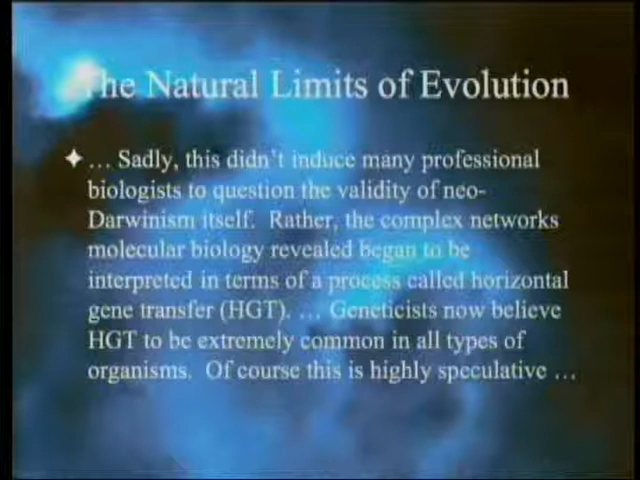 The Natural Limits of Evolution
… Sadly, this didn't induce many professional
biologists to question the validity of neo-
Darwinism itself. Rather, the complex networks
molecular biology revealed began to be
interpreted in terms of a process called horizontal
gene transfer (HGT). … Geneticists now believe
HGT to be extremely common in all types of
organisms. Of course this is highly speculative …